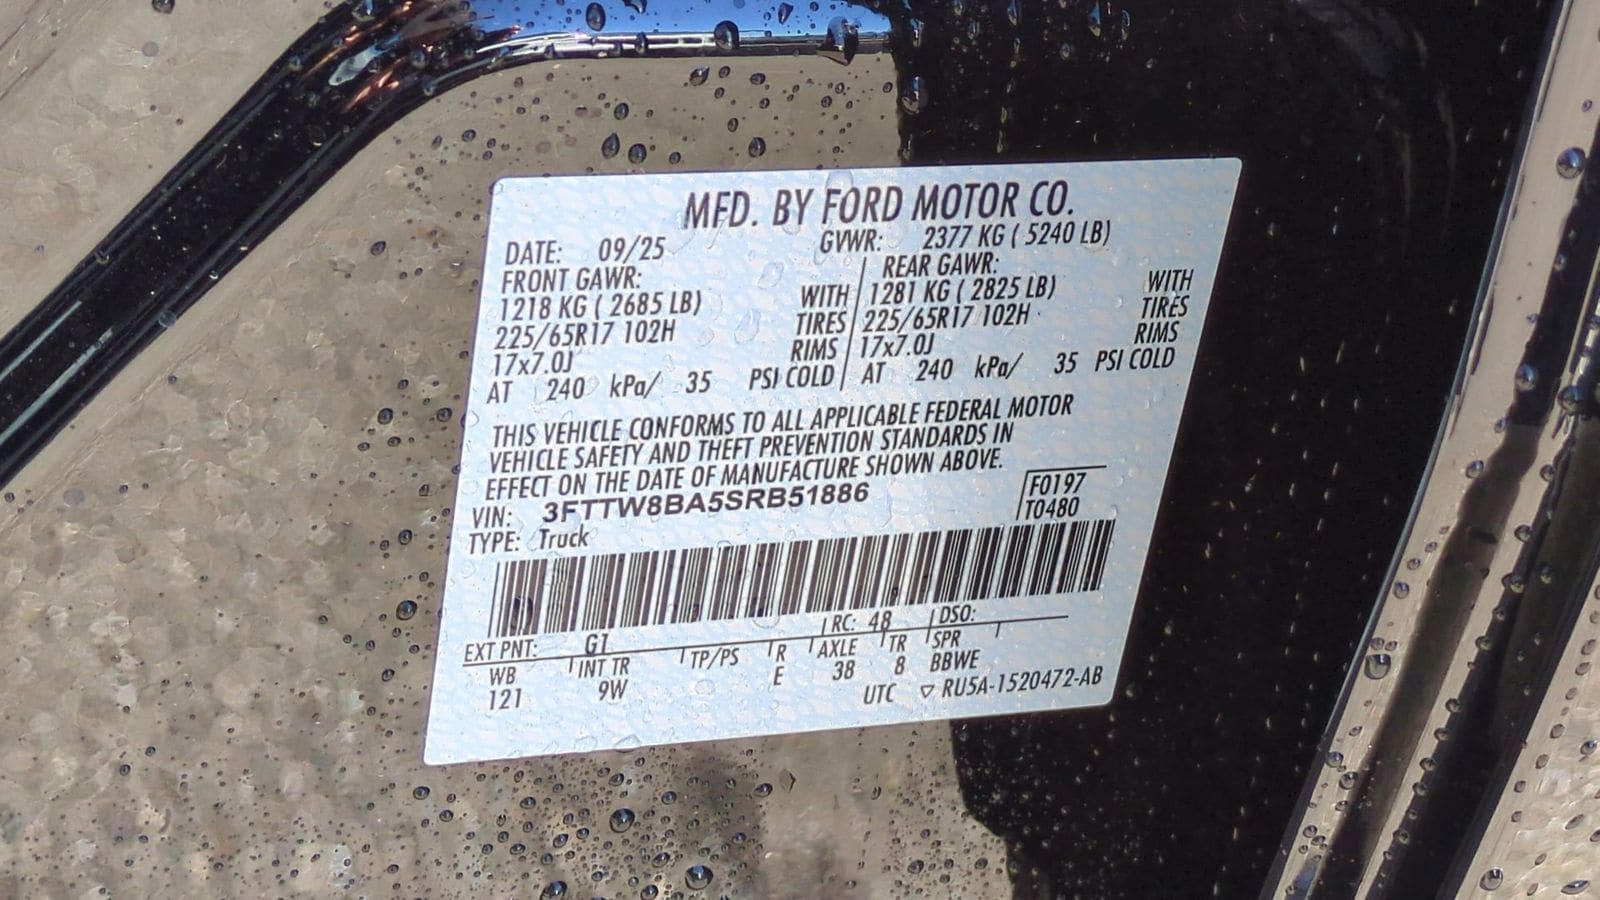 MFD. BY FORD MOTOR CO.
DATE: 09/25 GVWR: 2377 KG ( 5240 LB)
FRONT GAWR: REAR GAWR:
1218 KG ( 2685 LB) WITH 1281 KG ( 2825 LB) WITH
225/65R17 102H TIRES 225/65R17 102H TIRES
17x7.0J RIMS 17x7.0J RIMS
AT 240 kPa/ 35 PSI COLD AT 240 kPa/ 35 PSI COLD
THIS VEHICLE CONFORMS TO ALL APPLICABLE FEDERAL MOTOR
VEHICLE SAFETY AND THEFT PREVENTION STANDARDS IN
EFFECT ON THE DATE OF MANUFACTURE SHOWN ABOVE.
VIN: 3FTTW8BA5SRB51886 F0197
TYPE: Truck T0480
EXT PNT: G1 RC: 48 DSO:
WB INT TR TP/PS R AXLE TR SPR
121 9W E 38 8 BBWE
UTC ▽ RU5A-1520472-AB